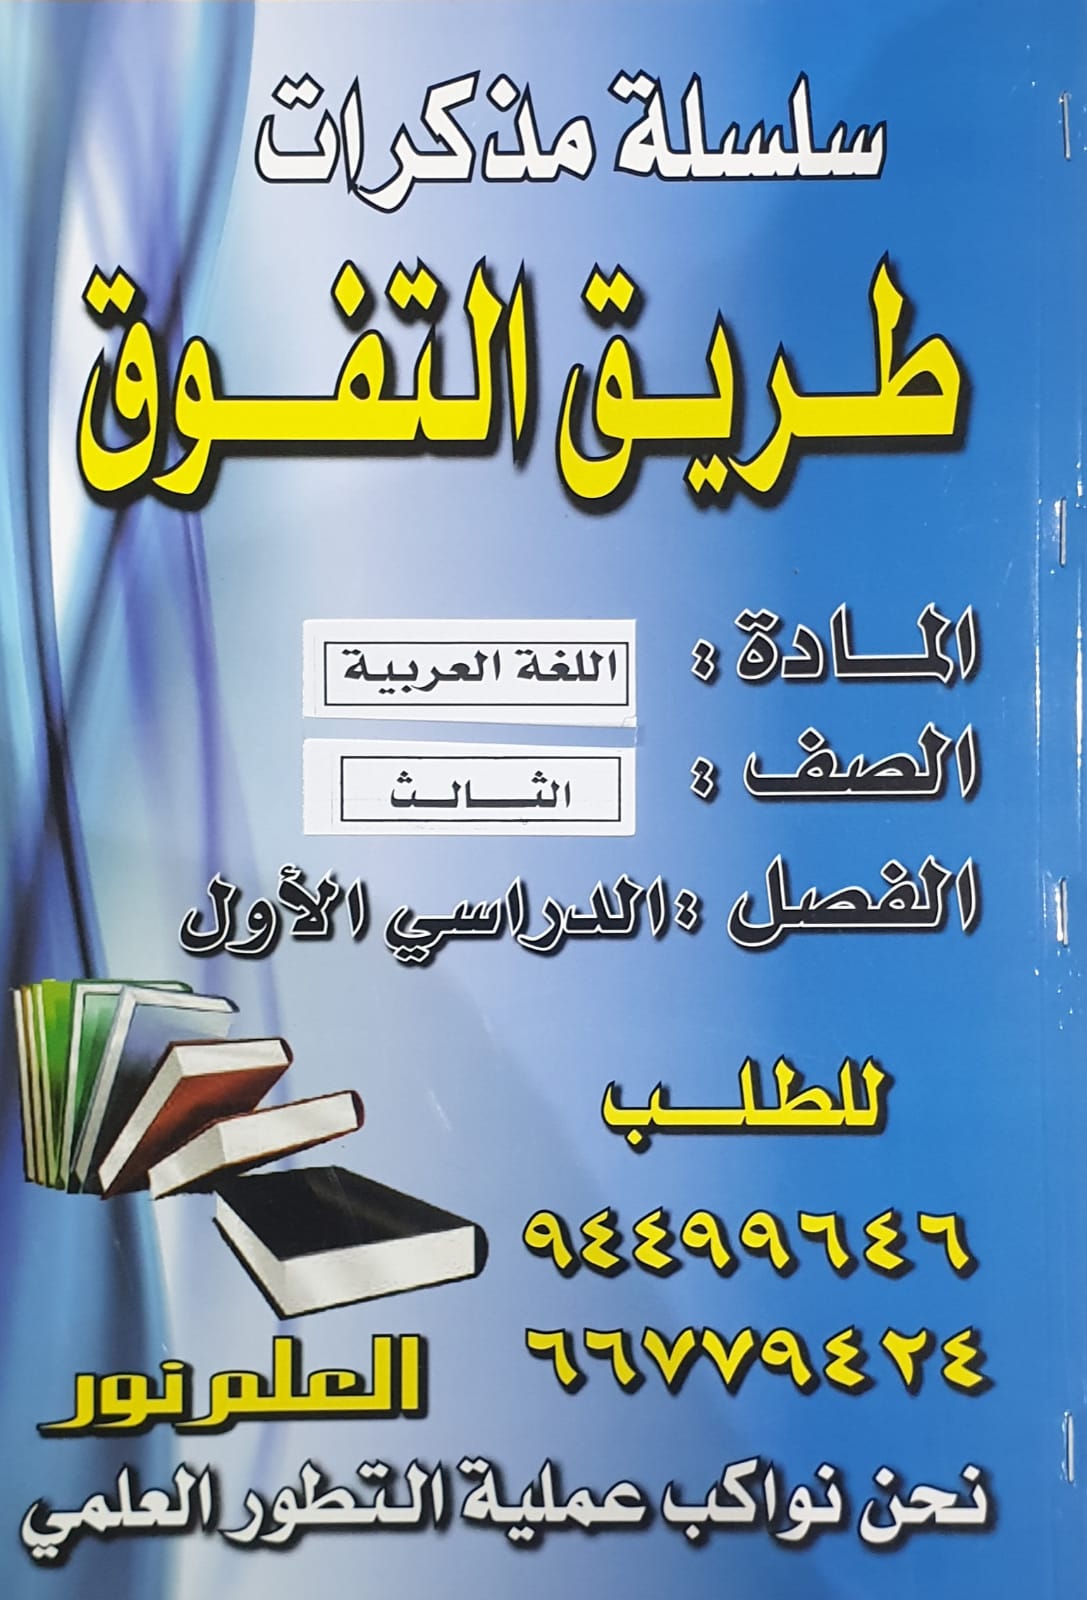 سلسلة مذكرات
طريق التفوق
المادة : اللغة العربية
الصف : الثالث
الفصل : الدراسي الأول
للطلب
٩٤٤٩٩٦٤٦
٦٦٧٧٩٤٢٤
العلم نور
نحن نواكب عملية التطور العلمي